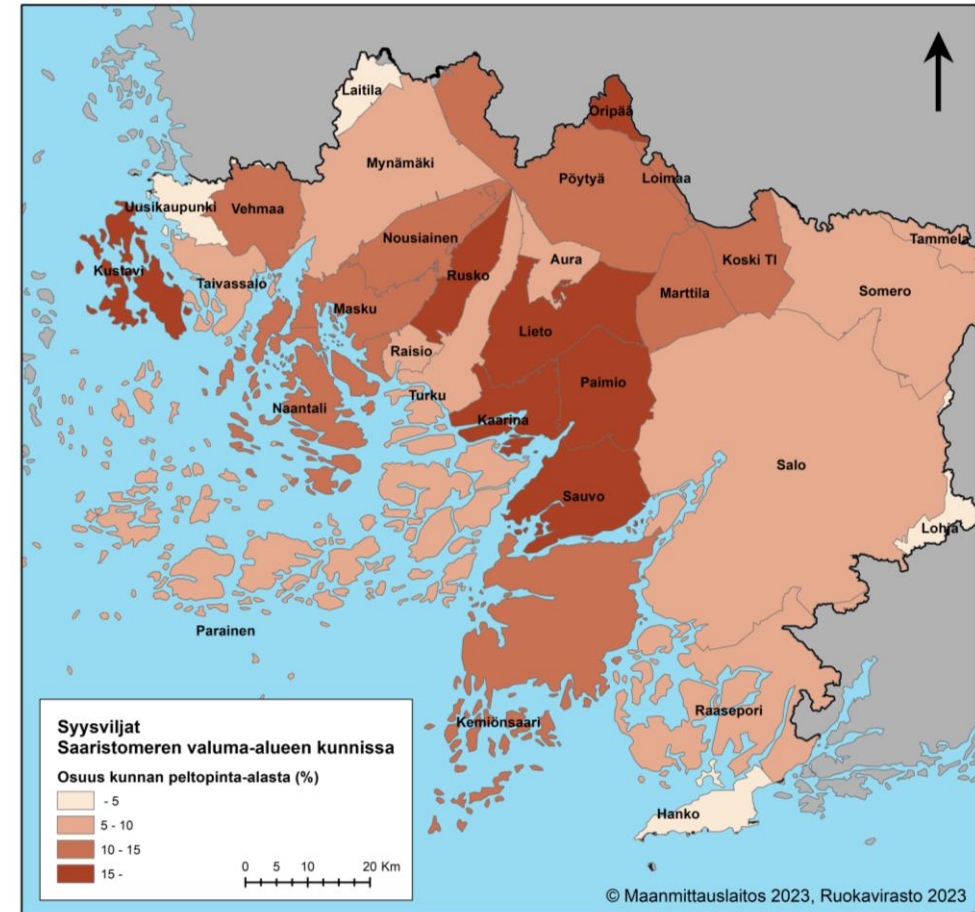 Laitila
Oripää
Mynämäki
Pöytyä
Loimaa
Uusikaupunki
Vehmaa
Nousiainen
Tammela
Kustavi
Taivassalo
Rusko
Aura
Koski Tl
Masku
Marttila
Somero
Lieto
Raisio
Paimio
Naantali
Turku
Kaarina
Salo
Sauvo
Lohja
Parainen
Raasepori
Kemiönsaari
Hanko
Syysviljat
Saaristomeren valuma-alueen kunnissa
Osuus kunnan peltopinta-alasta (%)
- 5
5 - 10
10 - 15
15 -
0 5 10 20 Km
© Maanmittauslaitos 2023, Ruokavirasto 2023